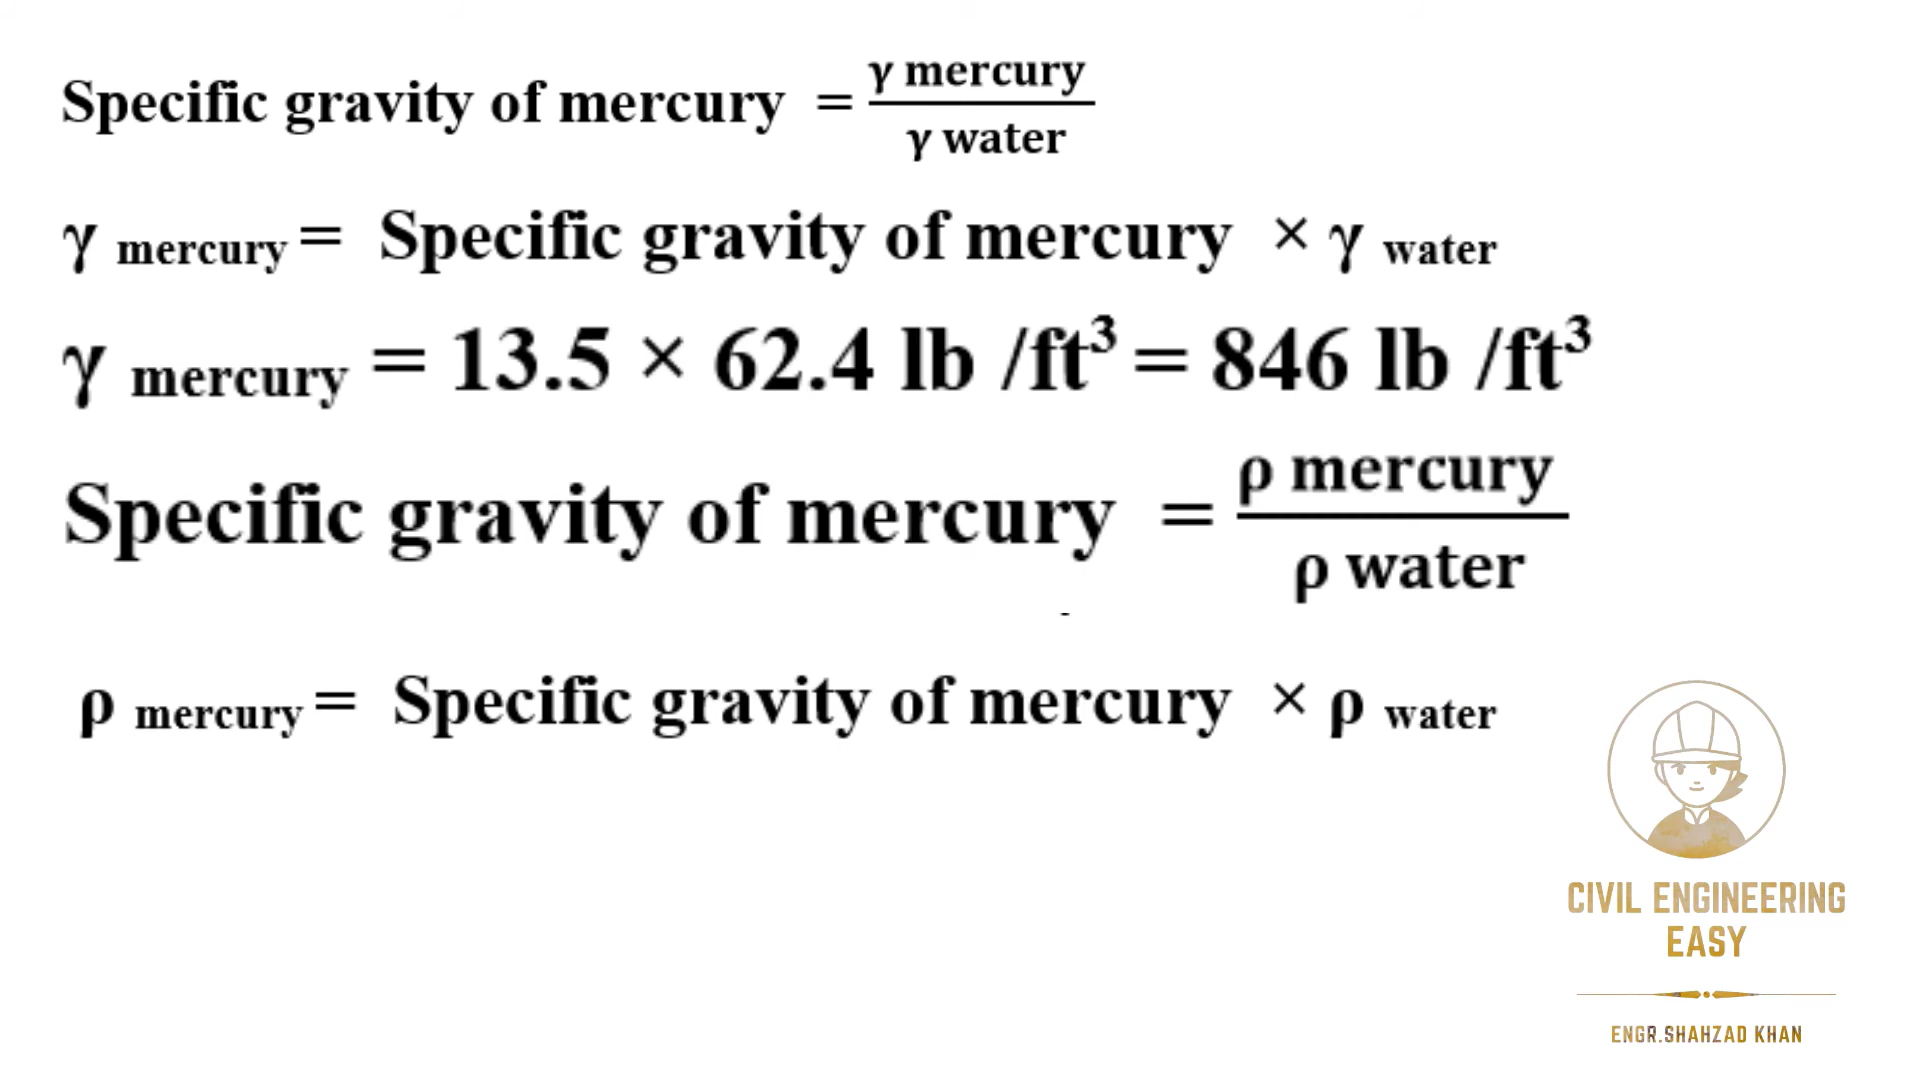 Specific gravity of mercury = γ mercury / γ water
γ mercury = Specific gravity of mercury × γ water
γ mercury = 13.5 × 62.4 lb /ft³ = 846 lb /ft³
Specific gravity of mercury = ρ mercury / ρ water
ρ mercury = Specific gravity of mercury × ρ water
CIVIL ENGINEERING
EASY
ENGR.SHAHZAD KHAN